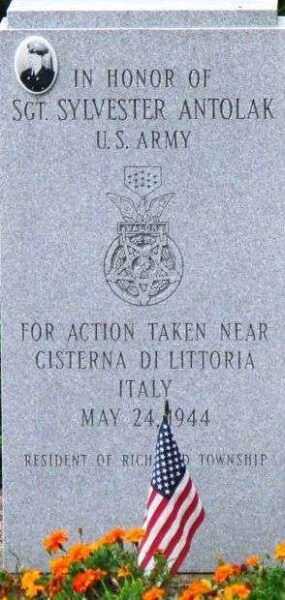 IN HONOR OF
SGT. SYLVESTER ANTOLAK
U.S. ARMY
VALOR
FOR ACTION TAKEN NEAR
CISTERNA DI LITTORIA
ITALY
MAY 24, 1944
RESIDENT OF TOWNSHIP